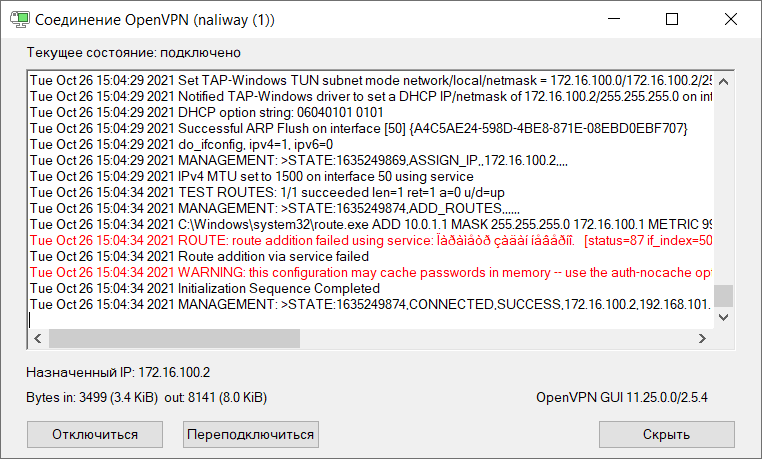 Соединение OpenVPN (naliway (1))
Текущее состояние: подключено
Tue Oct 26 15:04:29 2021 Set TAP-Windows TUN subnet mode network/local/netmask = 172.16.100.0/172.16.100.2/25
Tue Oct 26 15:04:29 2021 Notified TAP-Windows driver to set a DHCP IP/netmask of 172.16.100.2/255.255.255.0 on int
Tue Oct 26 15:04:29 2021 DHCP option string: 06040101 0101
Tue Oct 26 15:04:29 2021 Successful ARP Flush on interface [50] {A4C5AE24-598D-4BE8-871E-08EBD0EBF707}
Tue Oct 26 15:04:29 2021 do_ifconfig, ipv4=1, ipv6=0
Tue Oct 26 15:04:29 2021 MANAGEMENT: >STATE:1635249869,ASSIGN_IP,,172.16.100.2,,,,
Tue Oct 26 15:04:29 2021 IPv4 MTU set to 1500 on interface 50 using service
Tue Oct 26 15:04:34 2021 TEST ROUTES: 1/1 succeeded len=1 ret=1 a=0 u/d=up
Tue Oct 26 15:04:34 2021 MANAGEMENT: >STATE:1635249874,ADD_ROUTES,,,,,,
Tue Oct 26 15:04:34 2021 C:\Windows\system32\route.exe ADD 10.0.1.1 MASK 255.255.255.0 172.16.100.1 METRIC 99
Tue Oct 26 15:04:34 2021 ROUTE: route addition failed using service: Ïàðàìåòð çàäàí íåâåðíî.   [status=87 if_index=50
Tue Oct 26 15:04:34 2021 Route addition via service failed
Tue Oct 26 15:04:34 2021 WARNING: this configuration may cache passwords in memory -- use the auth-nocache opt
Tue Oct 26 15:04:34 2021 Initialization Sequence Completed
Tue Oct 26 15:04:34 2021 MANAGEMENT: >STATE:1635249874,CONNECTED,SUCCESS,172.16.100.2,192.168.101.
Назначенный IP: 172.16.100.2
Bytes in: 3499 (3.4 KiB)  out: 8141 (8.0 KiB)
OpenVPN GUI 11.25.0.0/2.5.4
Отключиться
Переподключиться
Скрыть